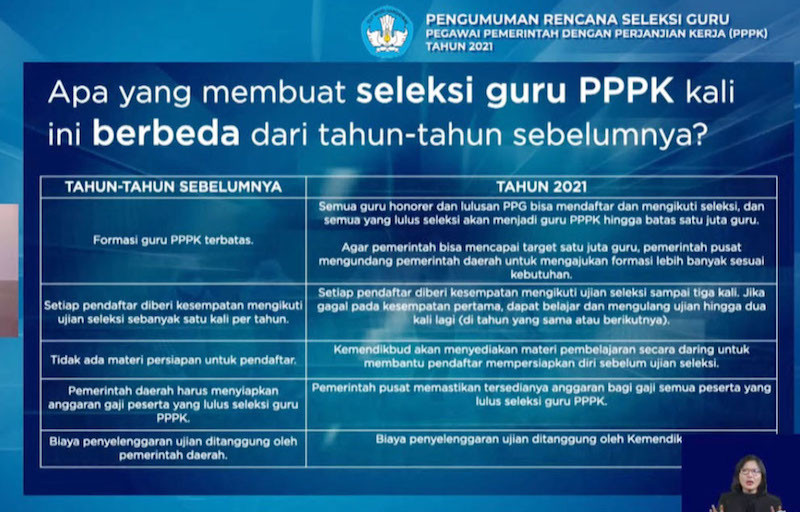 PENGUMUMAN RENCANA SELEKSI GURU
PEGAWAI PEMERINTAH DENGAN PERJANJIAN KERJA (PPPK)
TAHUN 2021
Apa yang membuat seleksi guru PPPK kali
ini berbeda dari tahun-tahun sebelumnya?
TAHUN-TAHUN SEBELUMNYA
TAHUN 2021
Formasi guru PPPK terbatas.
Semua guru honorer dan lulusan PPG bisa mendaftar dan mengikuti seleksi, dan
semua yang lulus seleksi akan menjadi guru PPPK hingga batas satu juta guru.
Agar pemerintah bisa mencapai target satu juta guru, pemerintah pusat
mengundang pemerintah daerah untuk mengajukan formasi lebih banyak sesuai
kebutuhan.
Setiap pendaftar diberi kesempatan mengikuti
ujian seleksi sebanyak satu kali per tahun.
Setiap pendaftar diberi kesempatan mengikuti ujian seleksi sampai tiga kali. Jika
gagal pada kesempatan pertama, dapat belajar dan mengulang ujian hingga dua
kali lagi (di tahun yang sama atau berikutnya).
Tidak ada materi persiapan untuk pendaftar.
Kemendikbud akan menyediakan materi pembelajaran secara daring untuk
membantu pendaftar mempersiapkan diri sebelum ujian seleksi.
Pemerintah daerah harus menyiapkan
anggaran gaji peserta yang lulus seleksi guru
PPPK.
Pemerintah pusat memastikan tersedianya anggaran bagi gaji semua peserta yang
lulus seleksi guru PPPK.
Biaya penyelenggaran ujian ditanggung oleh
pemerintah daerah.
Biaya penyelenggaran ujian ditanggung oleh Kemendik